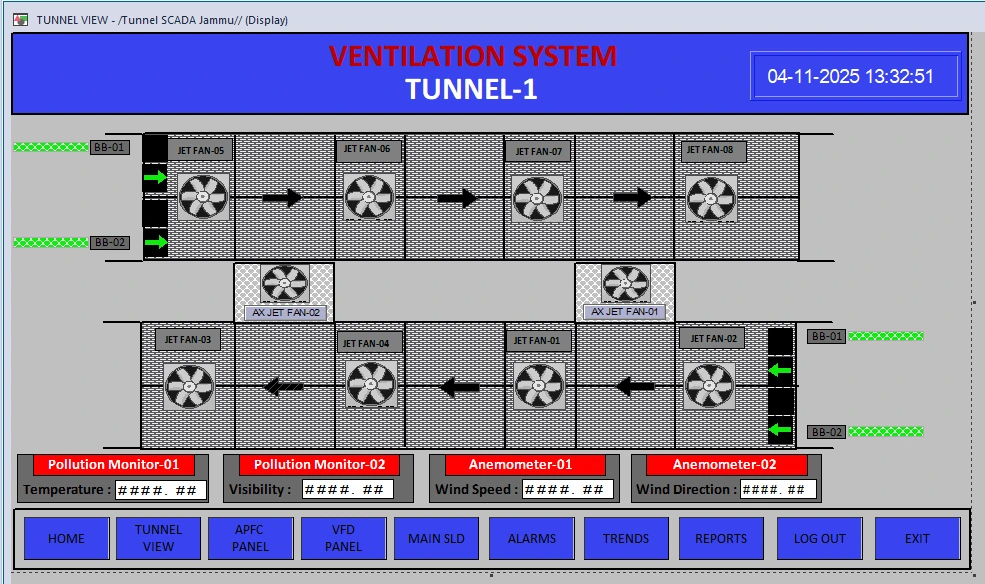 TUNNEL VIEW - /Tunnel SCADA Jammu// (Display)
VENTILATION SYSTEM
TUNNEL-1
04-11-2025 13:32:51
BB-01
JET FAN-05
JET FAN-06
JET FAN-07
JET FAN-08
BB-02
AX JET FAN-02
AX JET FAN-01
JET FAN-03
JET FAN-04
JET FAN-01
JET FAN-02
BB-01
BB-02
Pollution Monitor-01
Pollution Monitor-02
Anemometer-01
Anemometer-02
Temperature : ####. ##
Visibility : ####. ##
Wind Speed : ####. ##
Wind Direction : ####. ##
HOME
TUNNEL
VIEW
APFC
PANEL
VFD
PANEL
MAIN SLD
ALARMS
TRENDS
REPORTS
LOG OUT
EXIT